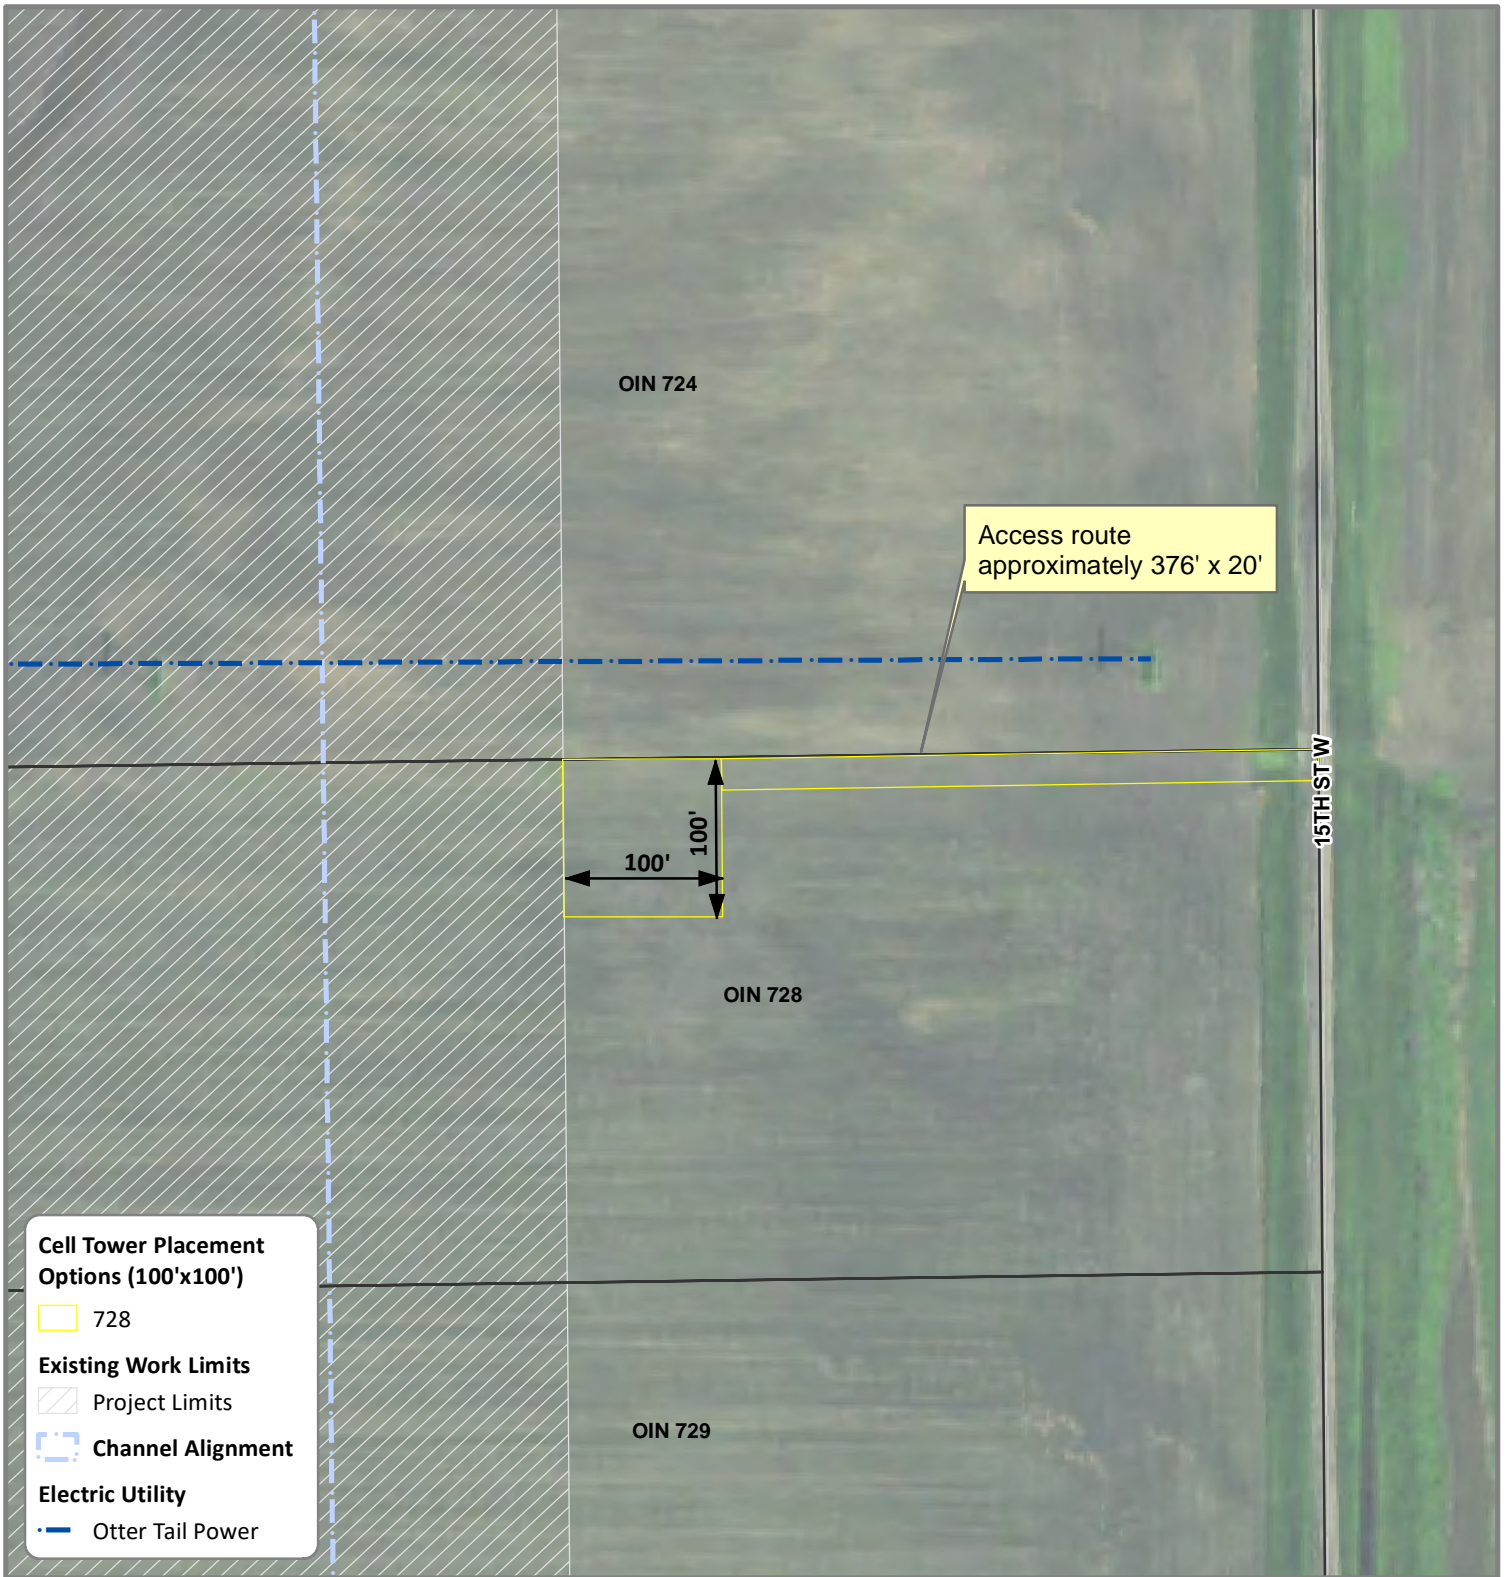 OIN 724
Access route
approximately 376' x 20'
15TH ST W
100'
100'
OIN 728
Cell Tower Placement
Options (100'x100')
728
Existing Work Limits
Project Limits
Channel Alignment
Electric Utility
Otter Tail Power
OIN 729